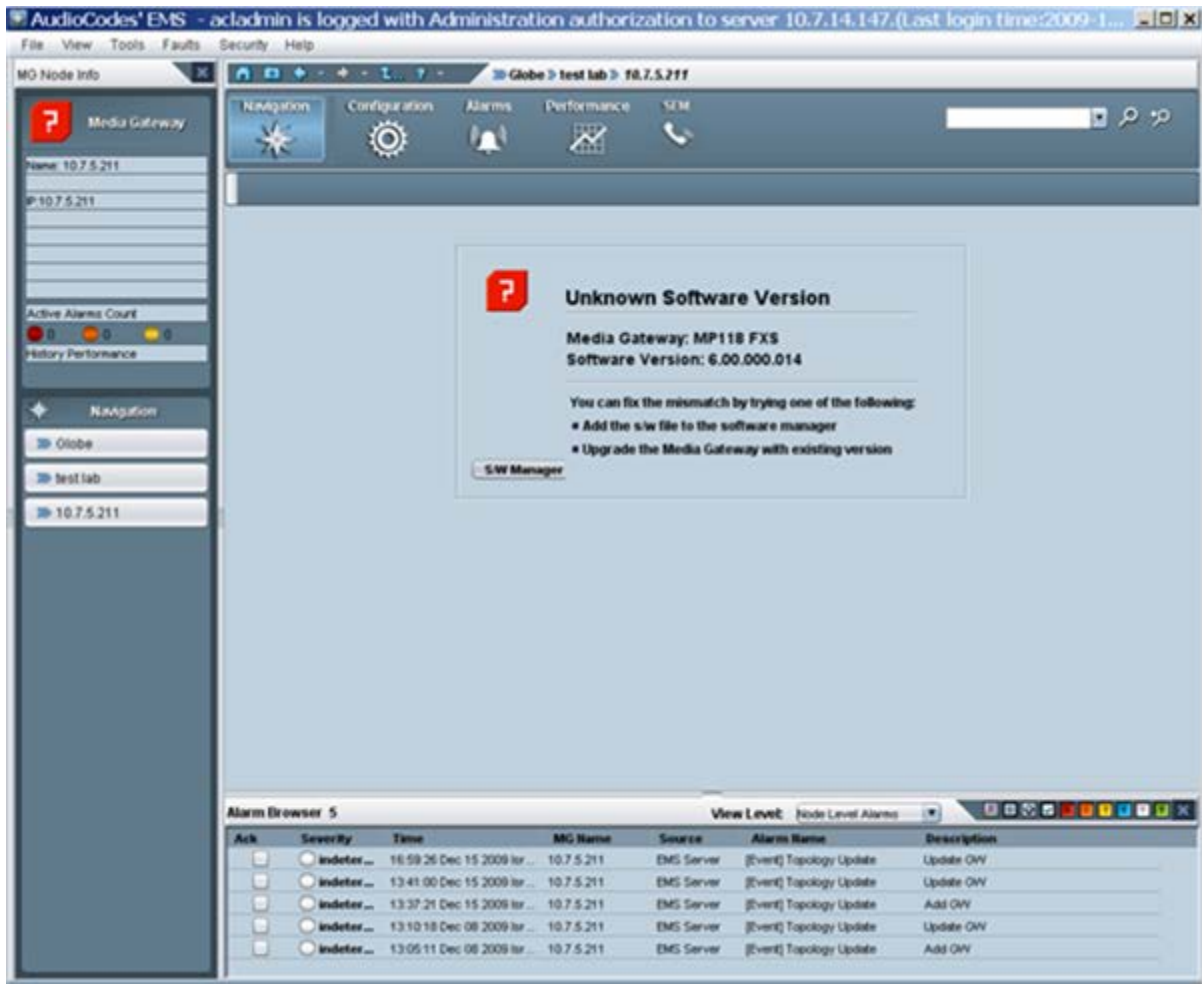 AudioCodes' EMS - acladmin is logged with Administration authorization to server 10.7.14.147.(Last login time:2009-1...
File View Tools Faults Security Help
MG Node Info
Globe test lab 10.7.5.211
Media Gateway
Name: 10.7.5.211
IP:10.7.5.211
Active Alarms Count
0 0 0
History Performance
Navigation
Globe
test lab
10.7.5.211
Navigation Configuration Alarms Performance SEM
Unknown Software Version
Media Gateway: MP118 FXS
Software Version: 6.00.000.014
You can fix the mismatch by trying one of the following:
Add the s/w file to the software manager
Upgrade the Media Gateway with existing version
S/W Manager
Alarm Browser 5 View Level: Node Level Alarms
Ack Severity Time MG Name Source Alarm Name Description
indeter... 16:59:26 Dec 15 2009 Isr... 10.7.5.211 EMS Server [Event] Topology Update Update GW
indeter... 13:41:00 Dec 15 2009 Isr... 10.7.5.211 EMS Server [Event] Topology Update Update GW
indeter... 13:37:21 Dec 15 2009 Isr... 10.7.5.211 EMS Server [Event] Topology Update Add GW
indeter... 13:10:18 Dec 08 2009 Isr... 10.7.5.211 EMS Server [Event] Topology Update Update GW
indeter... 13:05:11 Dec 08 2009 Isr... 10.7.5.211 EMS Server [Event] Topology Update Add GW